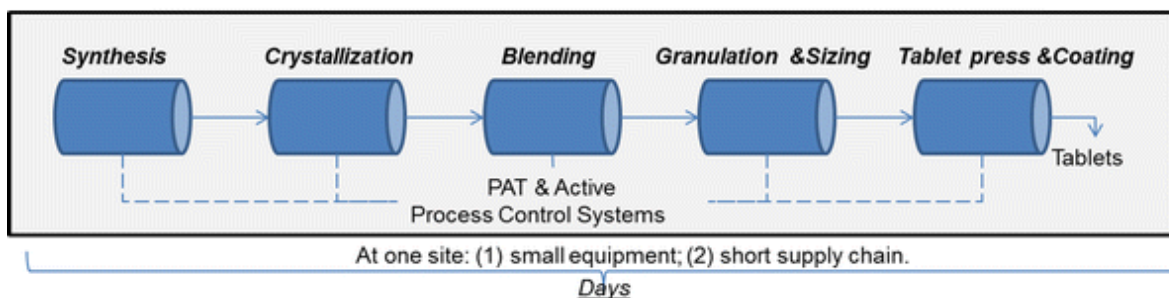 Synthesis
Crystallization
Blending
Granulation &Sizing
Tablet press &Coating
Tablets
PAT & Active
Process Control Systems
At one site: (1) small equipment; (2) short supply chain.
Days